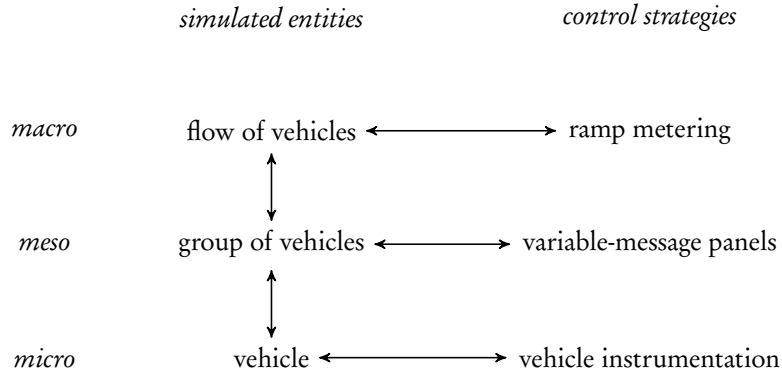 simulated entities control strategies
macro flow of vehicles ramp metering
meso group of vehicles variable-message panels
micro vehicle vehicle instrumentation